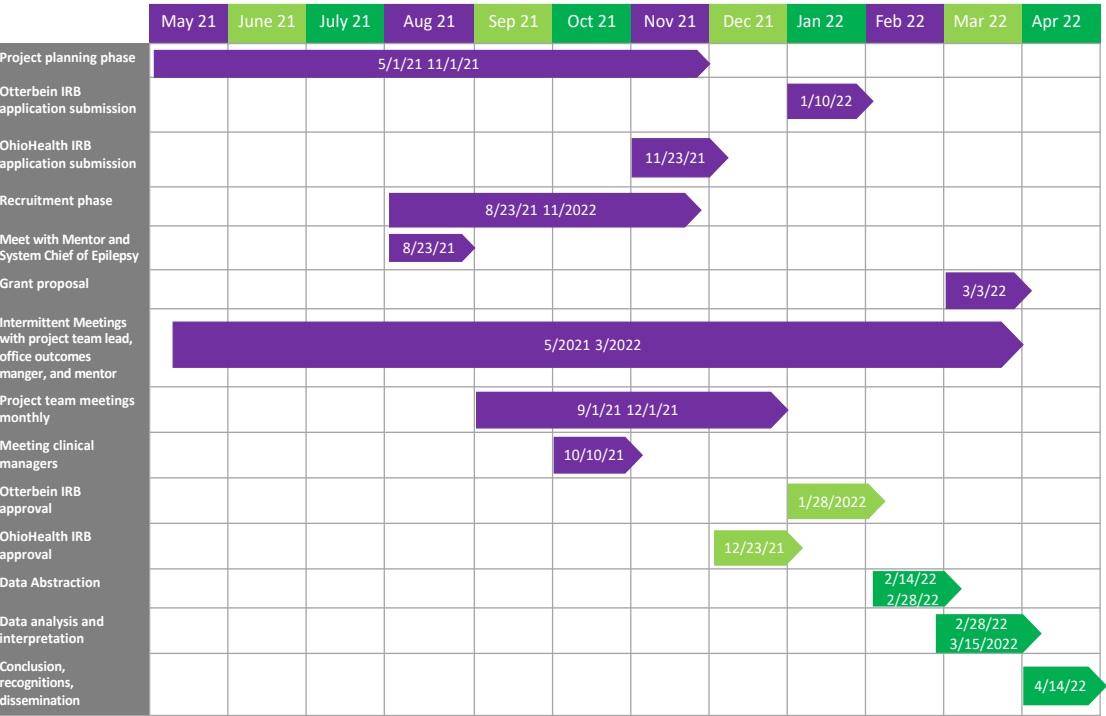 May 21 June 21 July 21 Aug 21 Sep 21 Oct 21 Nov 21 Dec 21 Jan 22 Feb 22 Mar 22 Apr 22
Project planning phase
5/1/21 11/1/21
Otterbein IRB
application submission
1/10/22
OhioHealth IRB
application submission
11/23/21
Recruitment phase
8/23/21 11/2022
Meet with Mentor and
System Chief of Epilepsy
8/23/21
Grant proposal
3/3/22
Intermittent Meetings
with project team lead,
office outcomes
manger, and mentor
5/2021 3/2022
Project team meetings
monthly
9/1/21 12/1/21
Meeting clinical
managers
10/10/21
Otterbein IRB
approval
1/28/2022
OhioHealth IRB
approval
12/23/21
Data Abstraction
2/14/22
2/28/22
Data analysis and
interpretation
2/28/22
3/15/2022
Conclusion,
recognitions,
dissemination
4/14/22